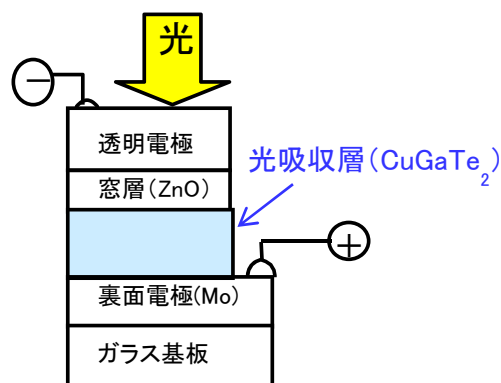 光
−
透明電極
光吸収層(CuGaTe2)
窓層(ZnO)
+
裏面電極(Mo)
ガラス基板